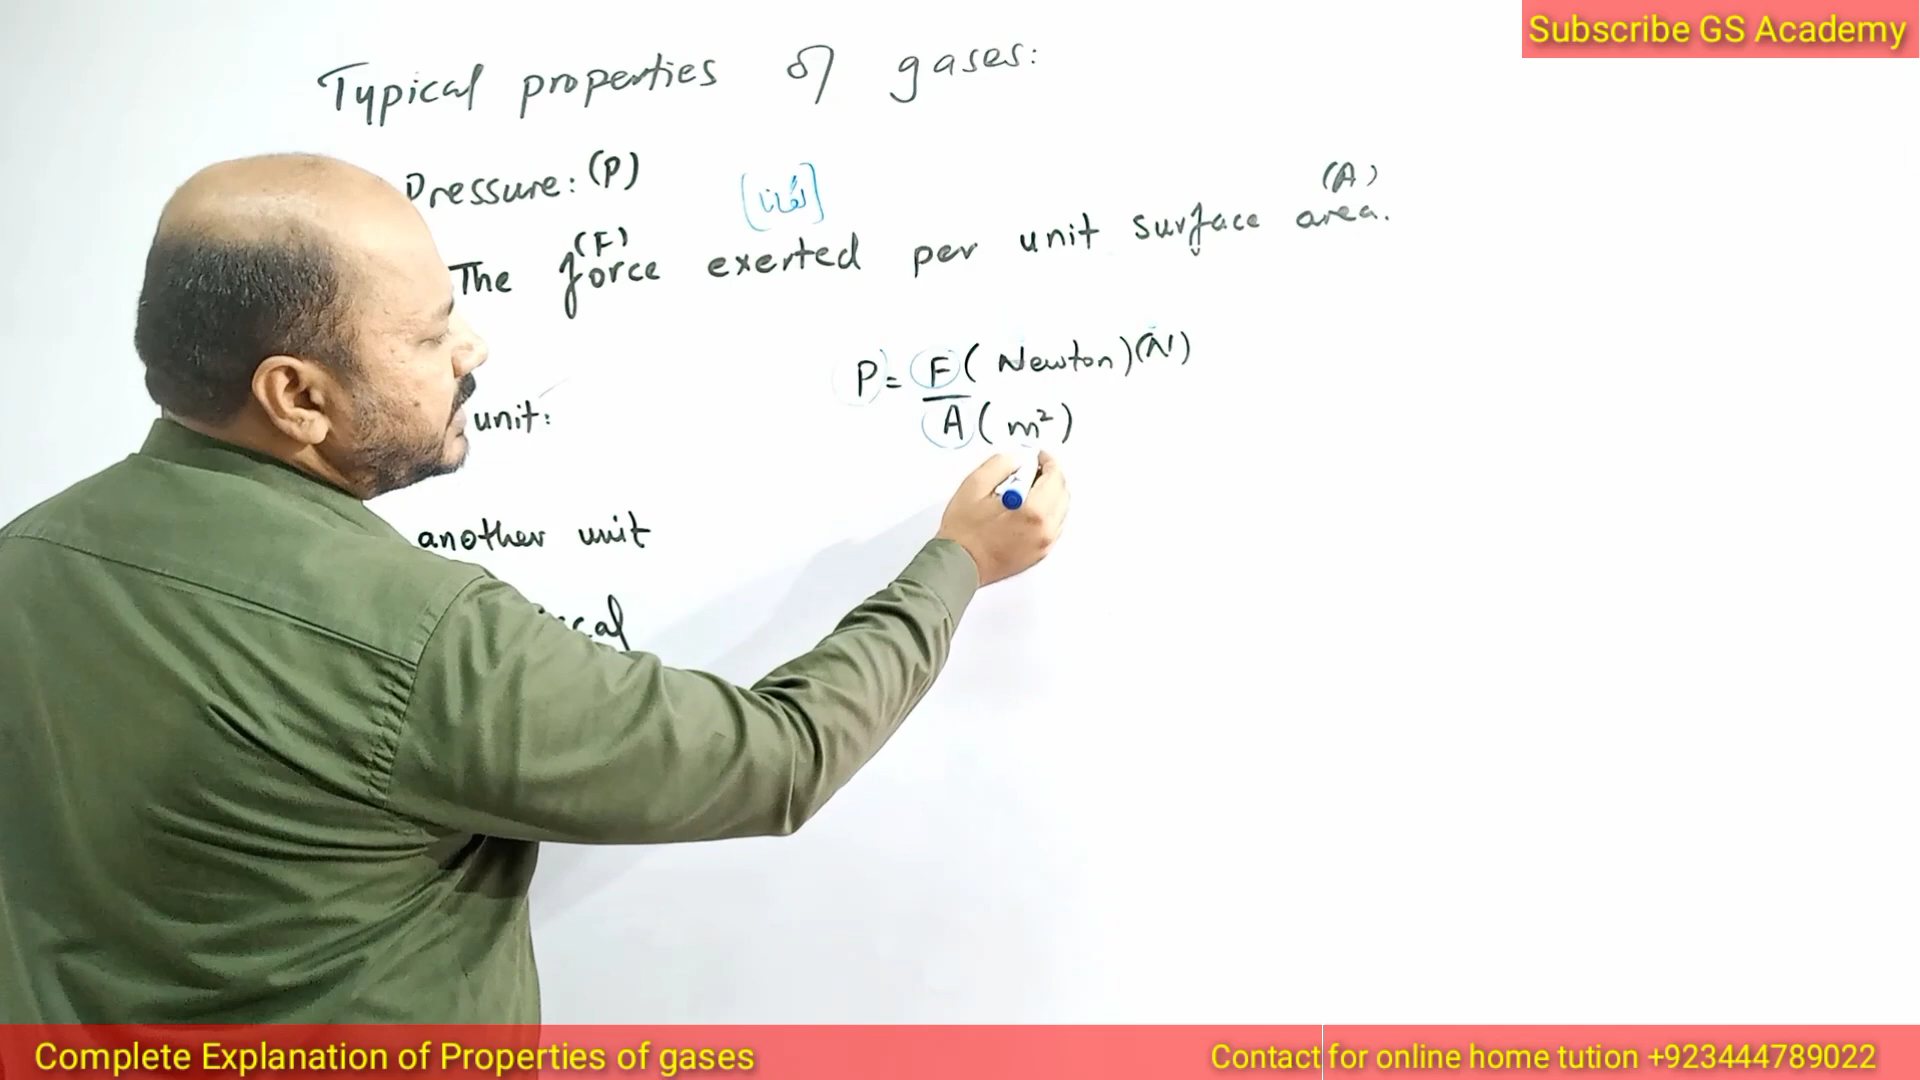 Subscribe GS Academy
Typical properties of gases:
Pressure: (P)
[لگانا]
(A)
(F)
The force exerted per unit surface area.
P = F (Newton) (N)
A (m²)
unit:
another unit
Complete Explanation of Properties of gases
Contact for online home tution +923444789022